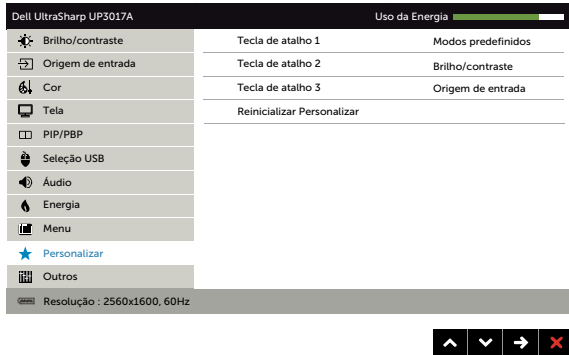 Dell UltraSharp UP3017A
Uso da Energia
Brilho/contraste
Tecla de atalho 1
Modos predefinidos
Origem de entrada
Tecla de atalho 2
Brilho/contraste
Cor
Tecla de atalho 3
Origem de entrada
Tela
Reinicializar Personalizar
PIP/PBP
Seleção USB
Áudio
Energia
Menu
Personalizar
Outros
Resolução : 2560x1600, 60Hz